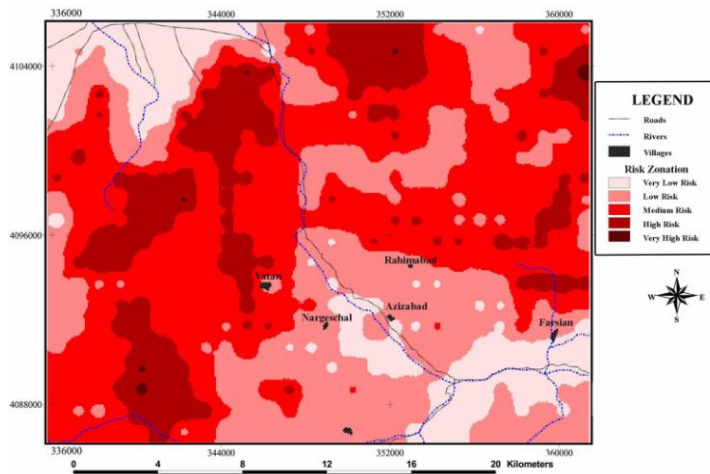 336000 344000 352000 360000
4104000
4096000
4088000
Rahimabad
Vatan
Azizabad
Nargeschal
Farsian
336000 344000 352000 360000
0 4 8 12 16 20 Kilometers
LEGEND
Roads
Rivers
Villages
Risk Zonation
Very Low Risk
Low Risk
Medium Risk
High Risk
Very High Risk
N
W E
S